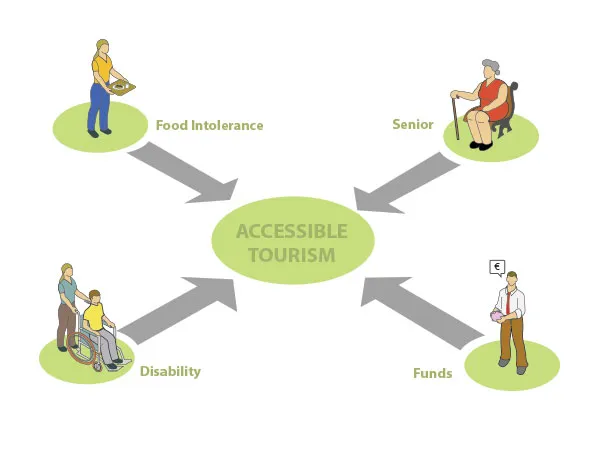 Food Intolerance
Senior
ACCESSIBLE
TOURISM
€
Disability
Funds